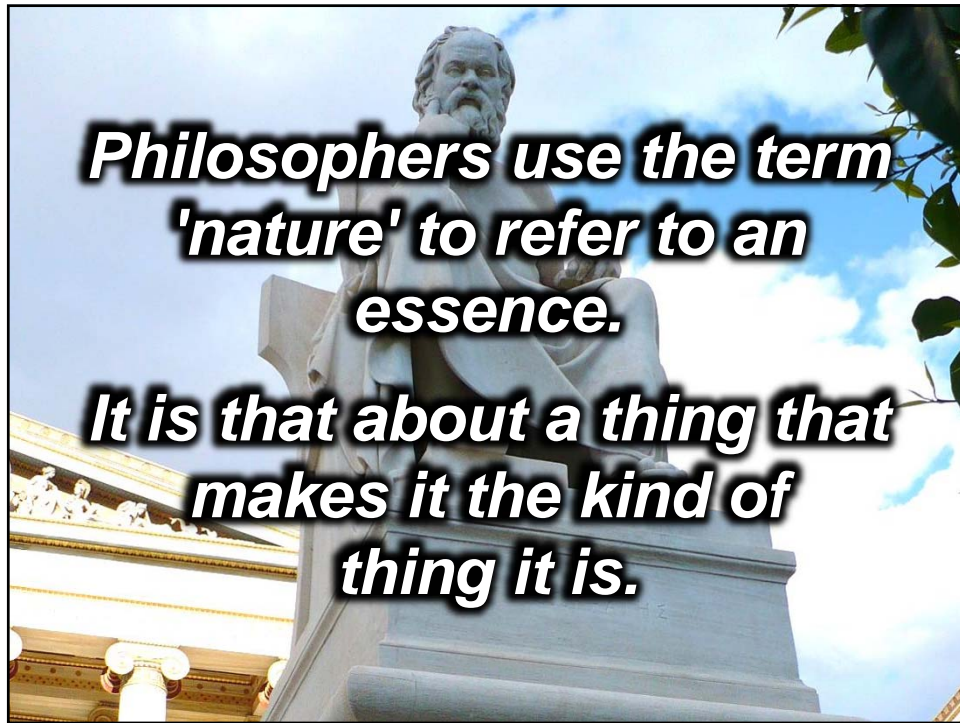 Philosophers use the term
'nature' to refer to an
essence.
It is that about a thing that
makes it the kind of
thing it is.